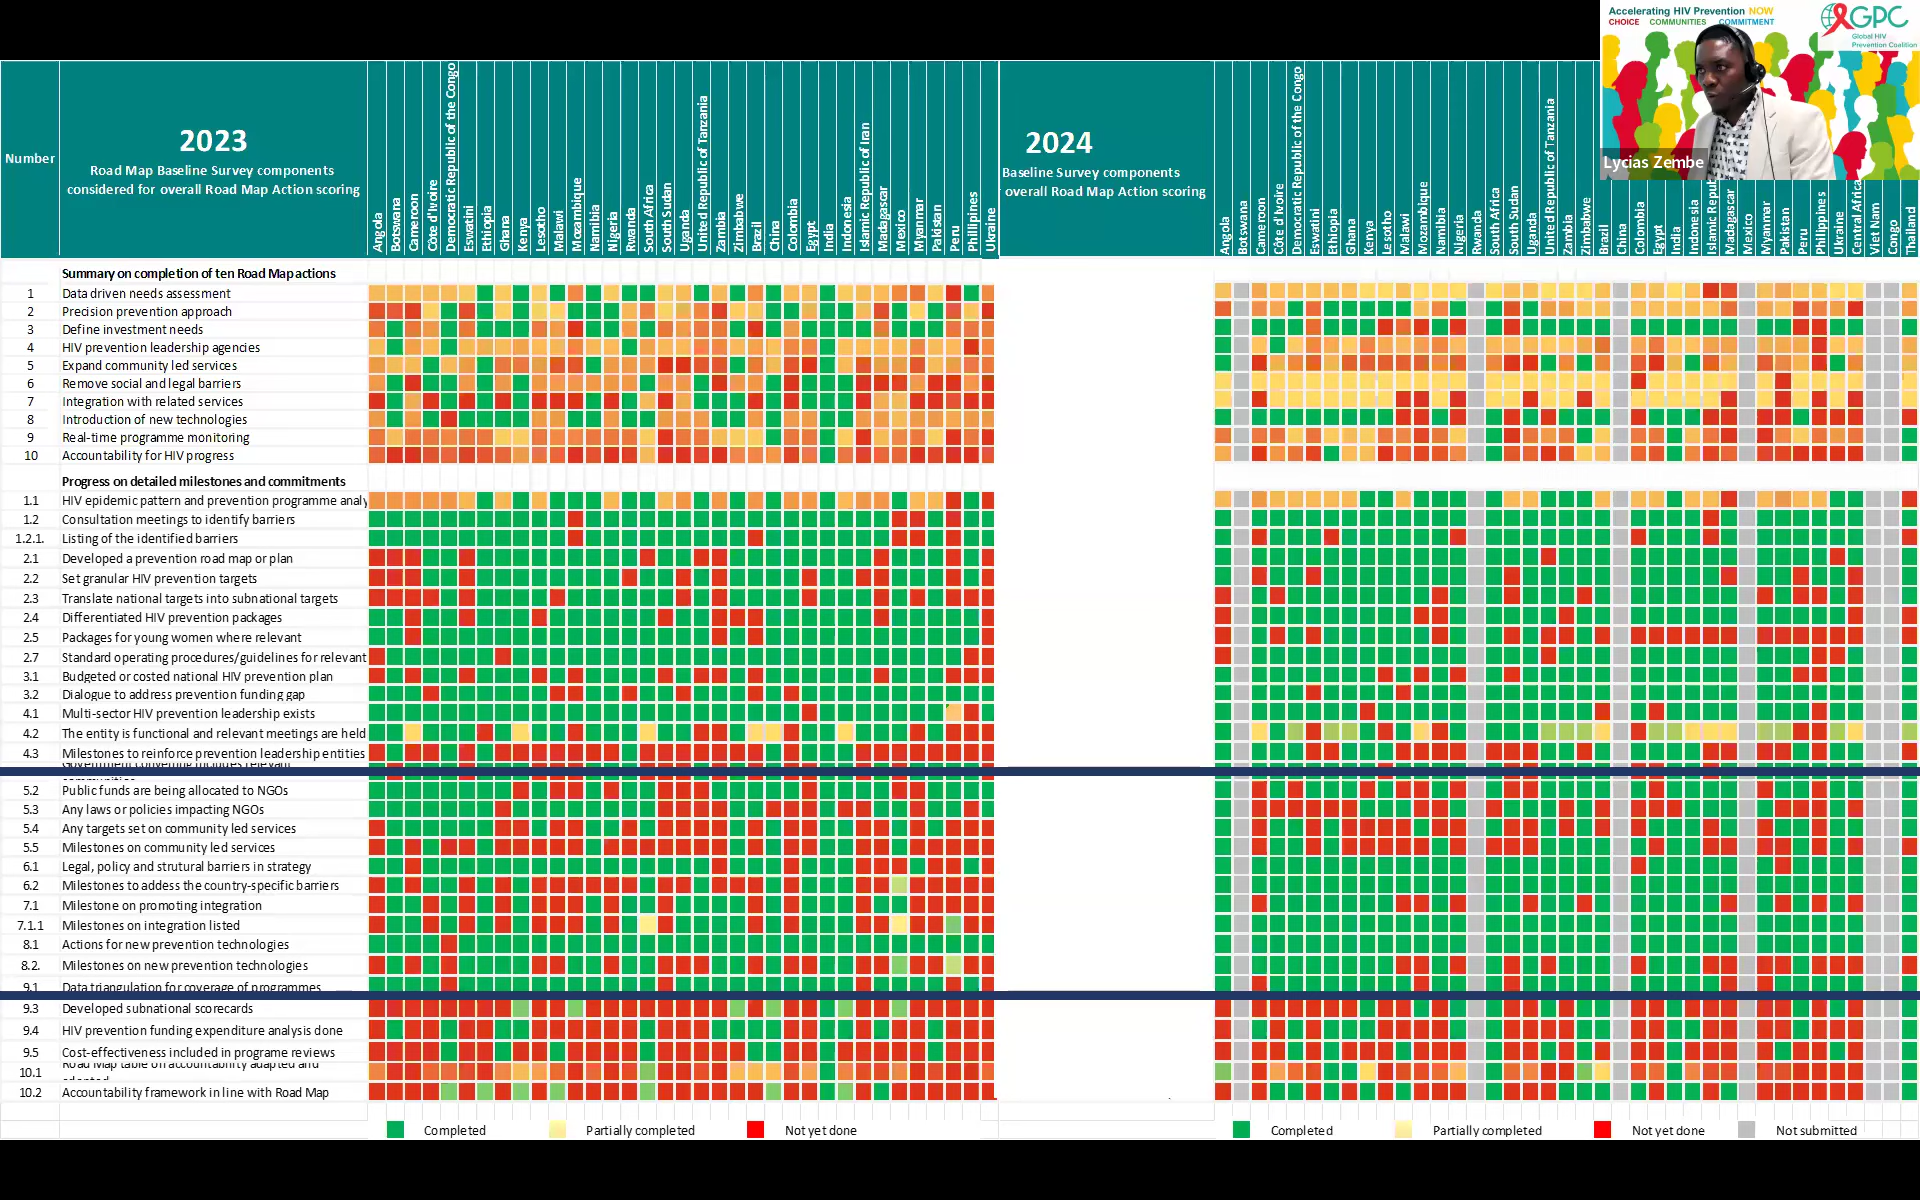 Accelerating HIV Prevention NOW
CHOICE COMMUNITIES COMMITMENT
GPC
Global HIV
Prevention Coalition
Lycias Zembe
Number
2023
Road Map Baseline Survey components
considered for overall Road Map Action scoring
Angola
Botswana
Cameroon
Côte d'Ivoire
Democratic Republic of the Congo
Eswatini
Ethiopia
Ghana
Kenya
Lesotho
Malawi
Mozambique
Namibia
Nigeria
Rwanda
South Africa
South Sudan
Uganda
United Republic of Tanzania
Zambia
Zimbabwe
Brazil
China
Colombia
Egypt
India
Indonesia
Islamic Republic of Iran
Madagascar
Mexico
Myanmar
Pakistan
Peru
Phillipines
Ukraine
2024
Baseline Survey components
overall Road Map Action scoring
Angola
Botswana
Cameroon
Côte d'Ivoire
Democratic Republic of the Congo
Eswatini
Ethiopia
Ghana
Kenya
Lesotho
Malawi
Mozambique
Namibia
Nigeria
Rwanda
South Africa
South Sudan
Uganda
United Republic of Tanzania
Zambia
Zimbabwe
Brazil
China
Colombia
Egypt
India
Indonesia
Islamic Repul
Madagascar
Mexico
Myanmar
Pakistan
Peru
Philippines
Ukraine
Central Africa
Viet Nam
Congo
Thailand
Summary on completion of ten Road Map actions
1 Data driven needs assessment
2 Precision prevention approach
3 Define investment needs
4 HIV prevention leadership agencies
5 Expand community led services
6 Remove social and legal barriers
7 Integration with related services
8 Introduction of new technologies
9 Real-time programme monitoring
10 Accountability for HIV progress
Progress on detailed milestones and commitments
1.1 HIV epidemic pattern and prevention programme analy
1.2 Consultation meetings to identify barriers
1.2.1. Listing of the identified barriers
2.1 Developed a prevention road map or plan
2.2 Set granular HIV prevention targets
2.3 Translate national targets into subnational targets
2.4 Differentiated HIV prevention packages
2.5 Packages for young women where relevant
2.7 Standard operating procedures/guidelines for relevant
3.1 Budgeted or costed national HIV prevention plan
3.2 Dialogue to address prevention funding gap
4.1 Multi-sector HIV prevention leadership exists
4.2 The entity is functional and relevant meetings are held
4.3 Milestones to reinforce prevention leadership entities
5.2 Public funds are being allocated to NGOs
5.3 Any laws or policies impacting NGOs
5.4 Any targets set on community led services
5.5 Milestones on community led services
6.1 Legal, policy and strutural barriers in strategy
6.2 Milestones to address the country-specific barriers
7.1 Milestone on promoting integration
7.1.1 Milestones on integration listed
8.1 Actions for new prevention technologies
8.2. Milestones on new prevention technologies
9.1 Data triangulation for coverage of programmes
9.3 Developed subnational scorecards
9.4 HIV prevention funding expenditure analysis done
9.5 Cost-effectiveness included in programe reviews
10.1 Road Map table on accountability adapted and
10.2 Accountability framework in line with Road Map
Completed Partially completed Not yet done
Completed Partially completed Not yet done Not submitted